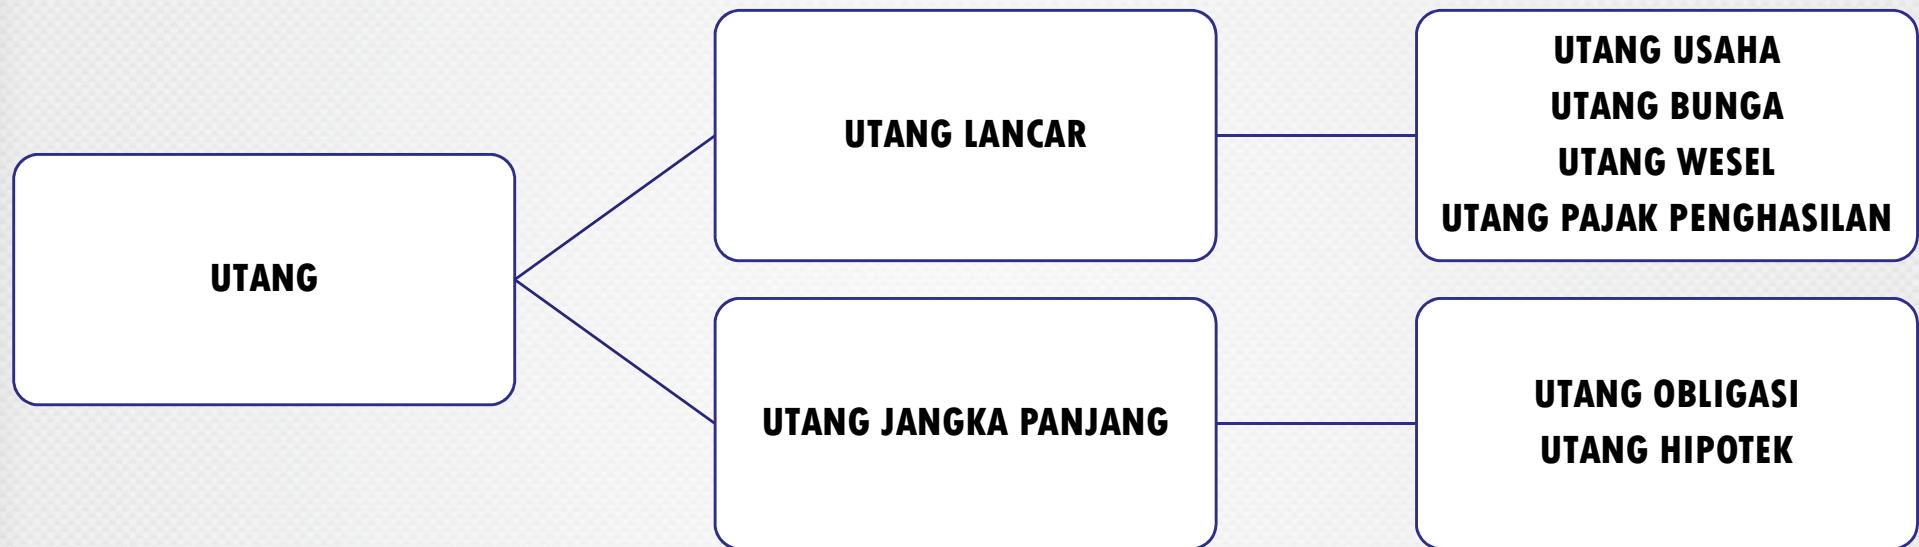 UTANG
UTANG LANCAR
UTANG USAHA
UTANG BUNGA
UTANG WESEL
UTANG PAJAK PENGHASILAN
UTANG JANGKA PANJANG
UTANG OBLIGASI
UTANG HIPOTEK